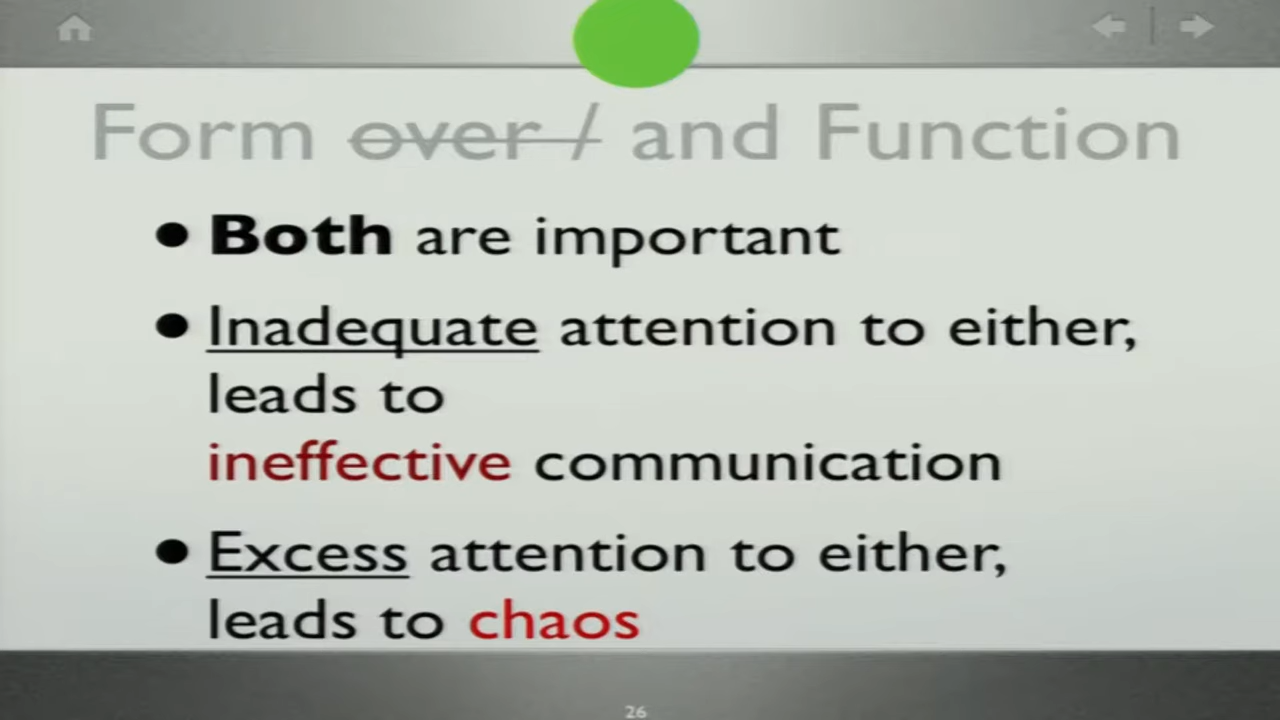 Form over / and Function
• Both are important
• Inadequate attention to either,
leads to
ineffective communication
• Excess attention to either,
leads to chaos
26